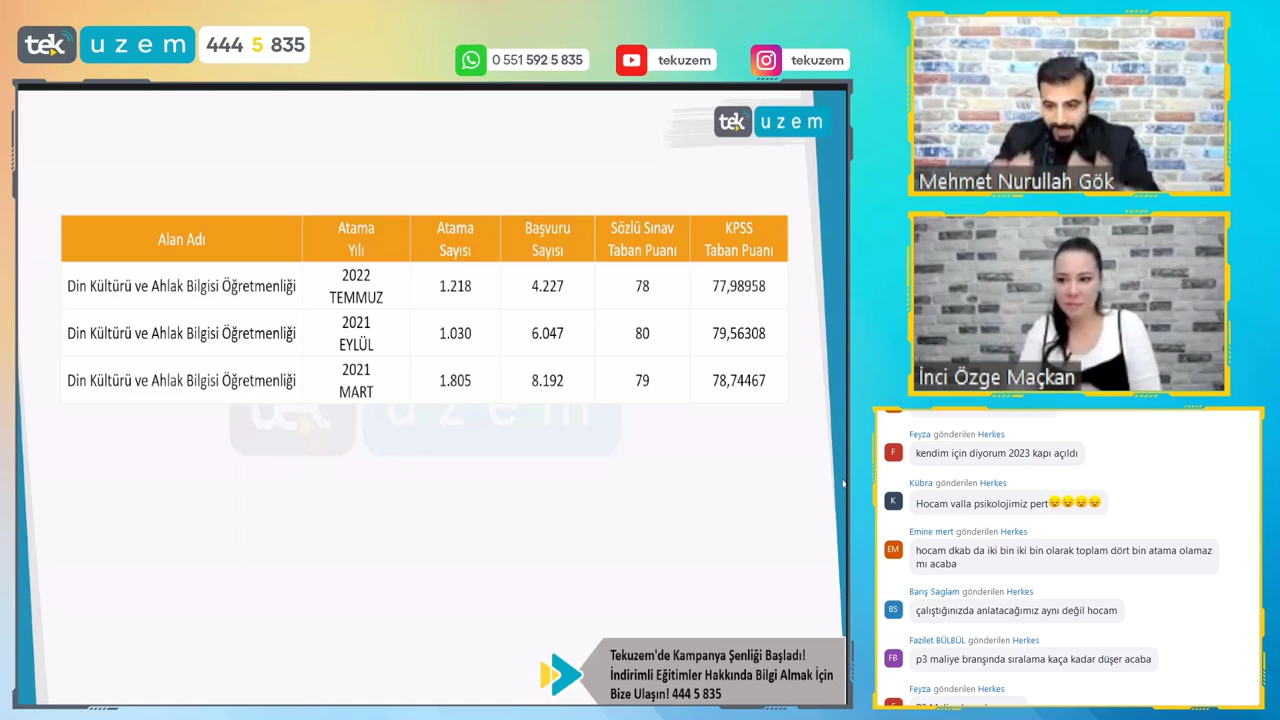 tek uzem 444 5 835
0 551 592 5 835 tekuzem tekuzem
tek uzem
Alan Adı Atama Yılı Atama Sayısı Başvuru Sayısı Sözlü Sınav Taban Puanı KPSS Taban Puanı
Din Kültürü ve Ahlak Bilgisi Öğretmenliği 2022 TEMMUZ 1.218 4.227 78 77,98958
Din Kültürü ve Ahlak Bilgisi Öğretmenliği 2021 EYLÜL 1.030 6.047 80 79,56308
Din Kültürü ve Ahlak Bilgisi Öğretmenliği 2021 MART 1.805 8.192 79 78,74467
Tekuzem'de Kampanya Şenliği Başladı!
İndirimli Eğitimler Hakkında Bilgi Almak İçin
Bize Ulaşın! 444 5 835
Mehmet Nurullah Gök
İnci Özge Maçkan
Feyza gönderilen Herkes
F kendim için diyorum 2023 kapı açıldı
Kübra gönderilen Herkes
K Hocam valla psikolojimiz pert
Emine mert gönderilen Herkes
EM hocam dkab da iki bin iki bin olarak toplam dört bin atama olamaz
mı acaba
Barış Saglam gönderilen Herkes
BS çalıştığınızda anlatacağımız aynı değil hocam
Fazilet BÜLBÜL gönderilen Herkes
FB p3 maliye branşında sıralama kaça kadar düşer acaba
Feyza gönderilen Herkes